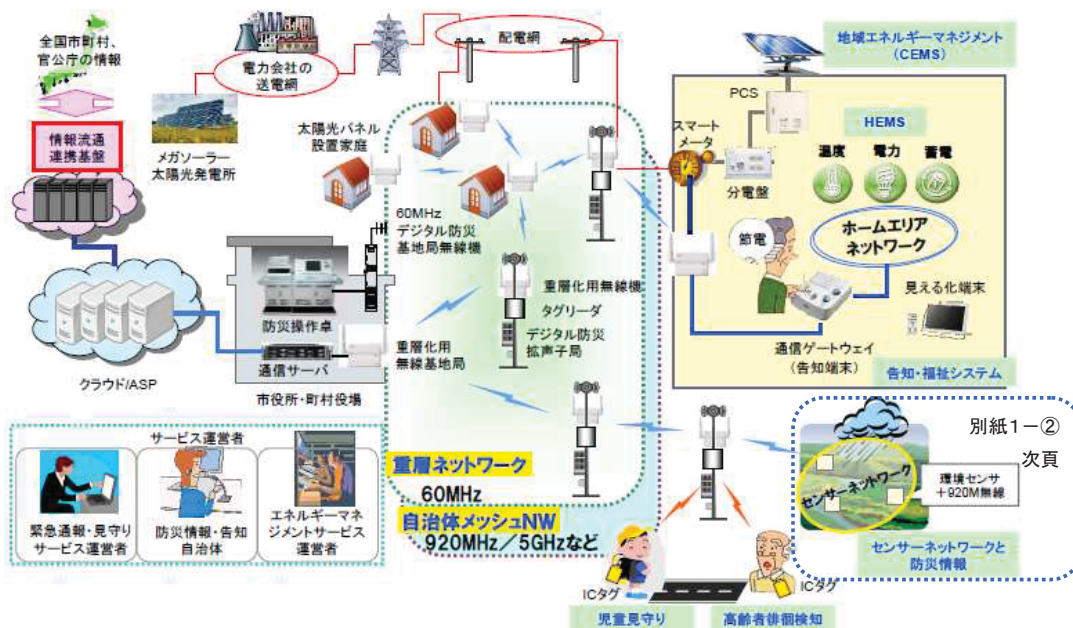 全国市町村、
官公庁の情報
情報流通
連携基盤
クラウド/ASP
電力会社の
送電網
メガソーラー
太陽光発電所
配電網
太陽光パネル
設置家庭
60MHz
デジタル防災
基地局無線機
防災操作卓
通信サーバ
市役所・町村役場
重層化用
無線基地局
重層化用無線機
タグリーダ
デジタル防災
拡声子局
重層ネットワーク
60MHz
自治体メッシュNW
920MHz/5GHzなど
サービス運営者
緊急通報・見守り
サービス運営者
防災情報・告知
自治体
エネルギーマネ
ジメントサービス
運営者
地域エネルギーマネジメント
(CEMS)
PCS
スマート
メータ
分電盤
HEMS
温度
電力
蓄電
ホームエリア
ネットワーク
節電
見える化端末
通信ゲートウェイ
(告知端末)
告知・福祉システム
別紙1-②
次頁
センサーネットワーク
環境センサ
+920M無線
センサーネットワークと
防災情報
ICタグ
児童見守り
ICタグ
高齢者徘徊検知